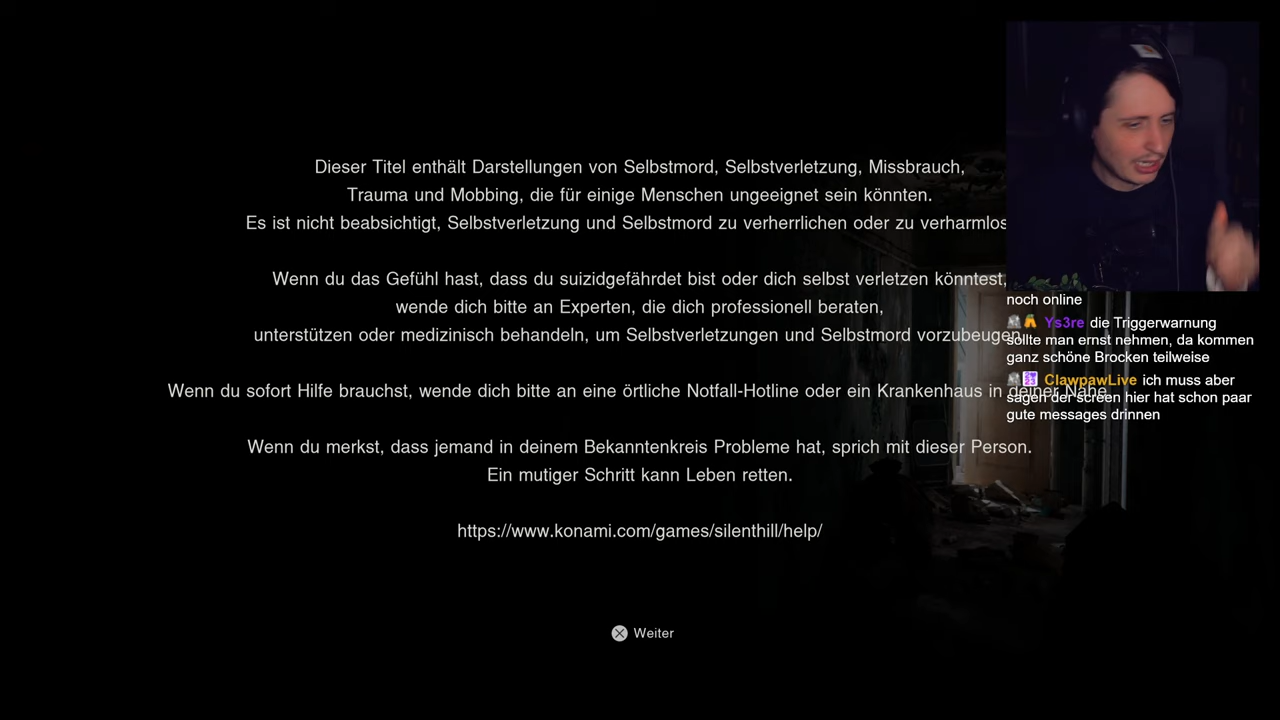 Dieser Titel enthält Darstellungen von Selbstmord, Selbstverletzung, Missbrauch,
Trauma und Mobbing, die für einige Menschen ungeeignet sein könnten.
Es ist nicht beabsichtigt, Selbstverletzung und Selbstmord zu verherrlichen oder zu verharmlos
Wenn du das Gefühl hast, dass du suizidgefährdet bist oder dich selbst verletzen könntest,
wende dich bitte an Experten, die dich professionell beraten,
unterstützen oder medizinisch behandeln, um Selbstverletzungen und Selbstmord vorzubeugen
Wenn du sofort Hilfe brauchst, wende dich bitte an eine örtliche Notfall-Hotline oder ein Krankenhaus in deiner Nähe
Wenn du merkst, dass jemand in deinem Bekanntenkreis Probleme hat, sprich mit dieser Person.
Ein mutiger Schritt kann Leben retten.
https://www.konami.com/games/silenthill/help/
Weiter
noch online
Ys3re die Triggerwarnung
sollte man ernst nehmen, da kommen
ganz schöne Brocken teilweise
ClawpawLive ich muss aber
sagen der screen hier hat schon paar
gute messages drinnen